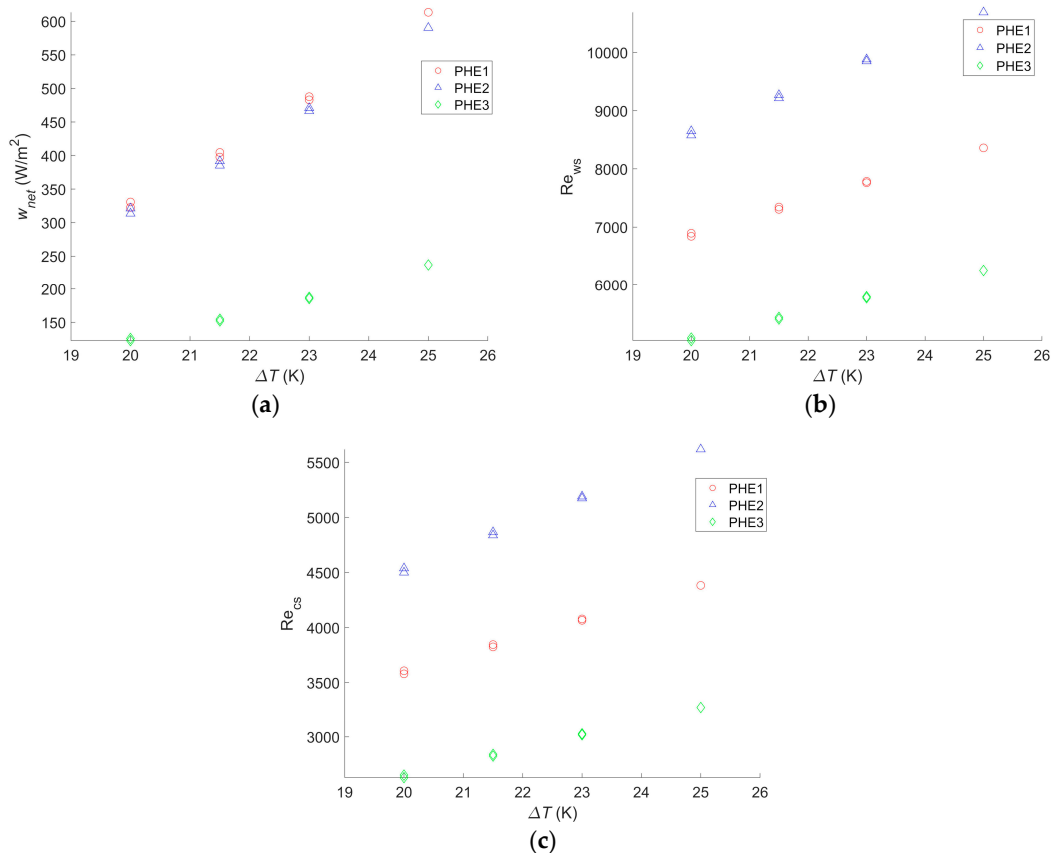 600
550
500
450
400
350
300
250
200
150
w_net (W/m²)
PHE1
PHE2
PHE3
19 20 21 22 23 24 25 26
ΔT (K)
(a)
10000
9000
8000
7000
6000
Re_ws
PHE1
PHE2
PHE3
19 20 21 22 23 24 25 26
ΔT (K)
(b)
5500
5000
4500
4000
3500
3000
Re_cs
PHE1
PHE2
PHE3
19 20 21 22 23 24 25 26
ΔT (K)
(c)